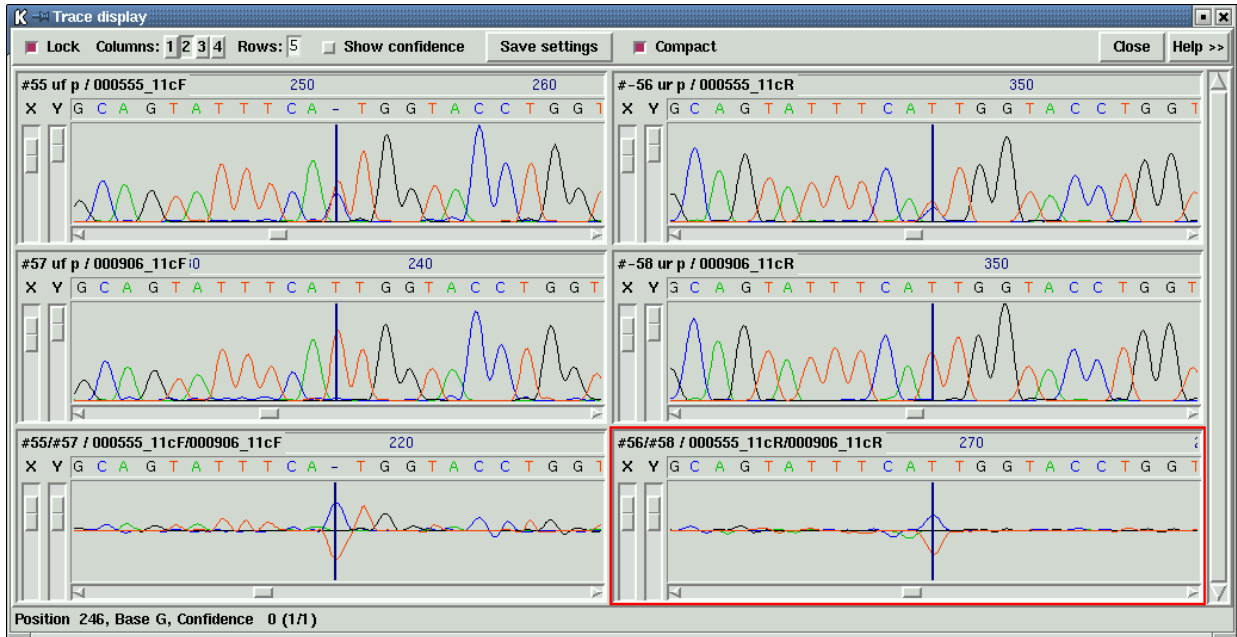 Trace display
Lock Columns: 1 2 3 4 Rows: 5 Show confidence Save settings Compact Close Help >>
#55 uf p / 000555_11cF 250 260
X Y G C A G T A T T T C A - T G G T A C C T G G T
#-56 ur p / 000555_11cR 350
X Y G C A G T A T T T C A T T G G T A C C T G G T
#57 uf p / 000906_11cF 240
X Y G C A G T A T T T C A T T G G T A C C T G G T
#-58 ur p / 000906_11cR 350
X Y G C A G T A T T T C A T T G G T A C C T G G T
#55/#57 / 000555_11cF/000906_11cF 220
X Y G C A G T A T T T C A - T G G T A C C T G G T
#56/#58 / 000555_11cR/000906_11cR 270
X Y G C A G T A T T T C A T T G G T A C C T G G T
Position 246, Base G, Confidence 0 (1/1)